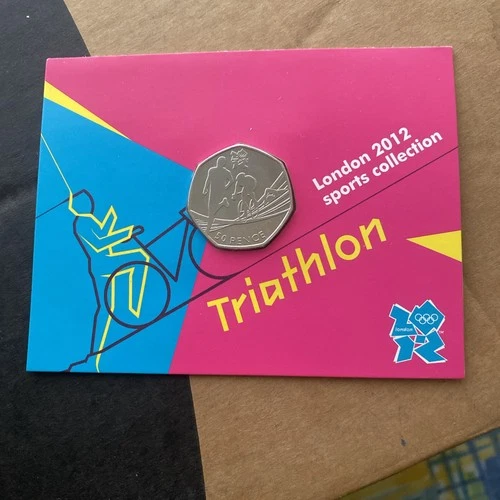 London 2012
sports collection
50 PENCE
Triathlon
london